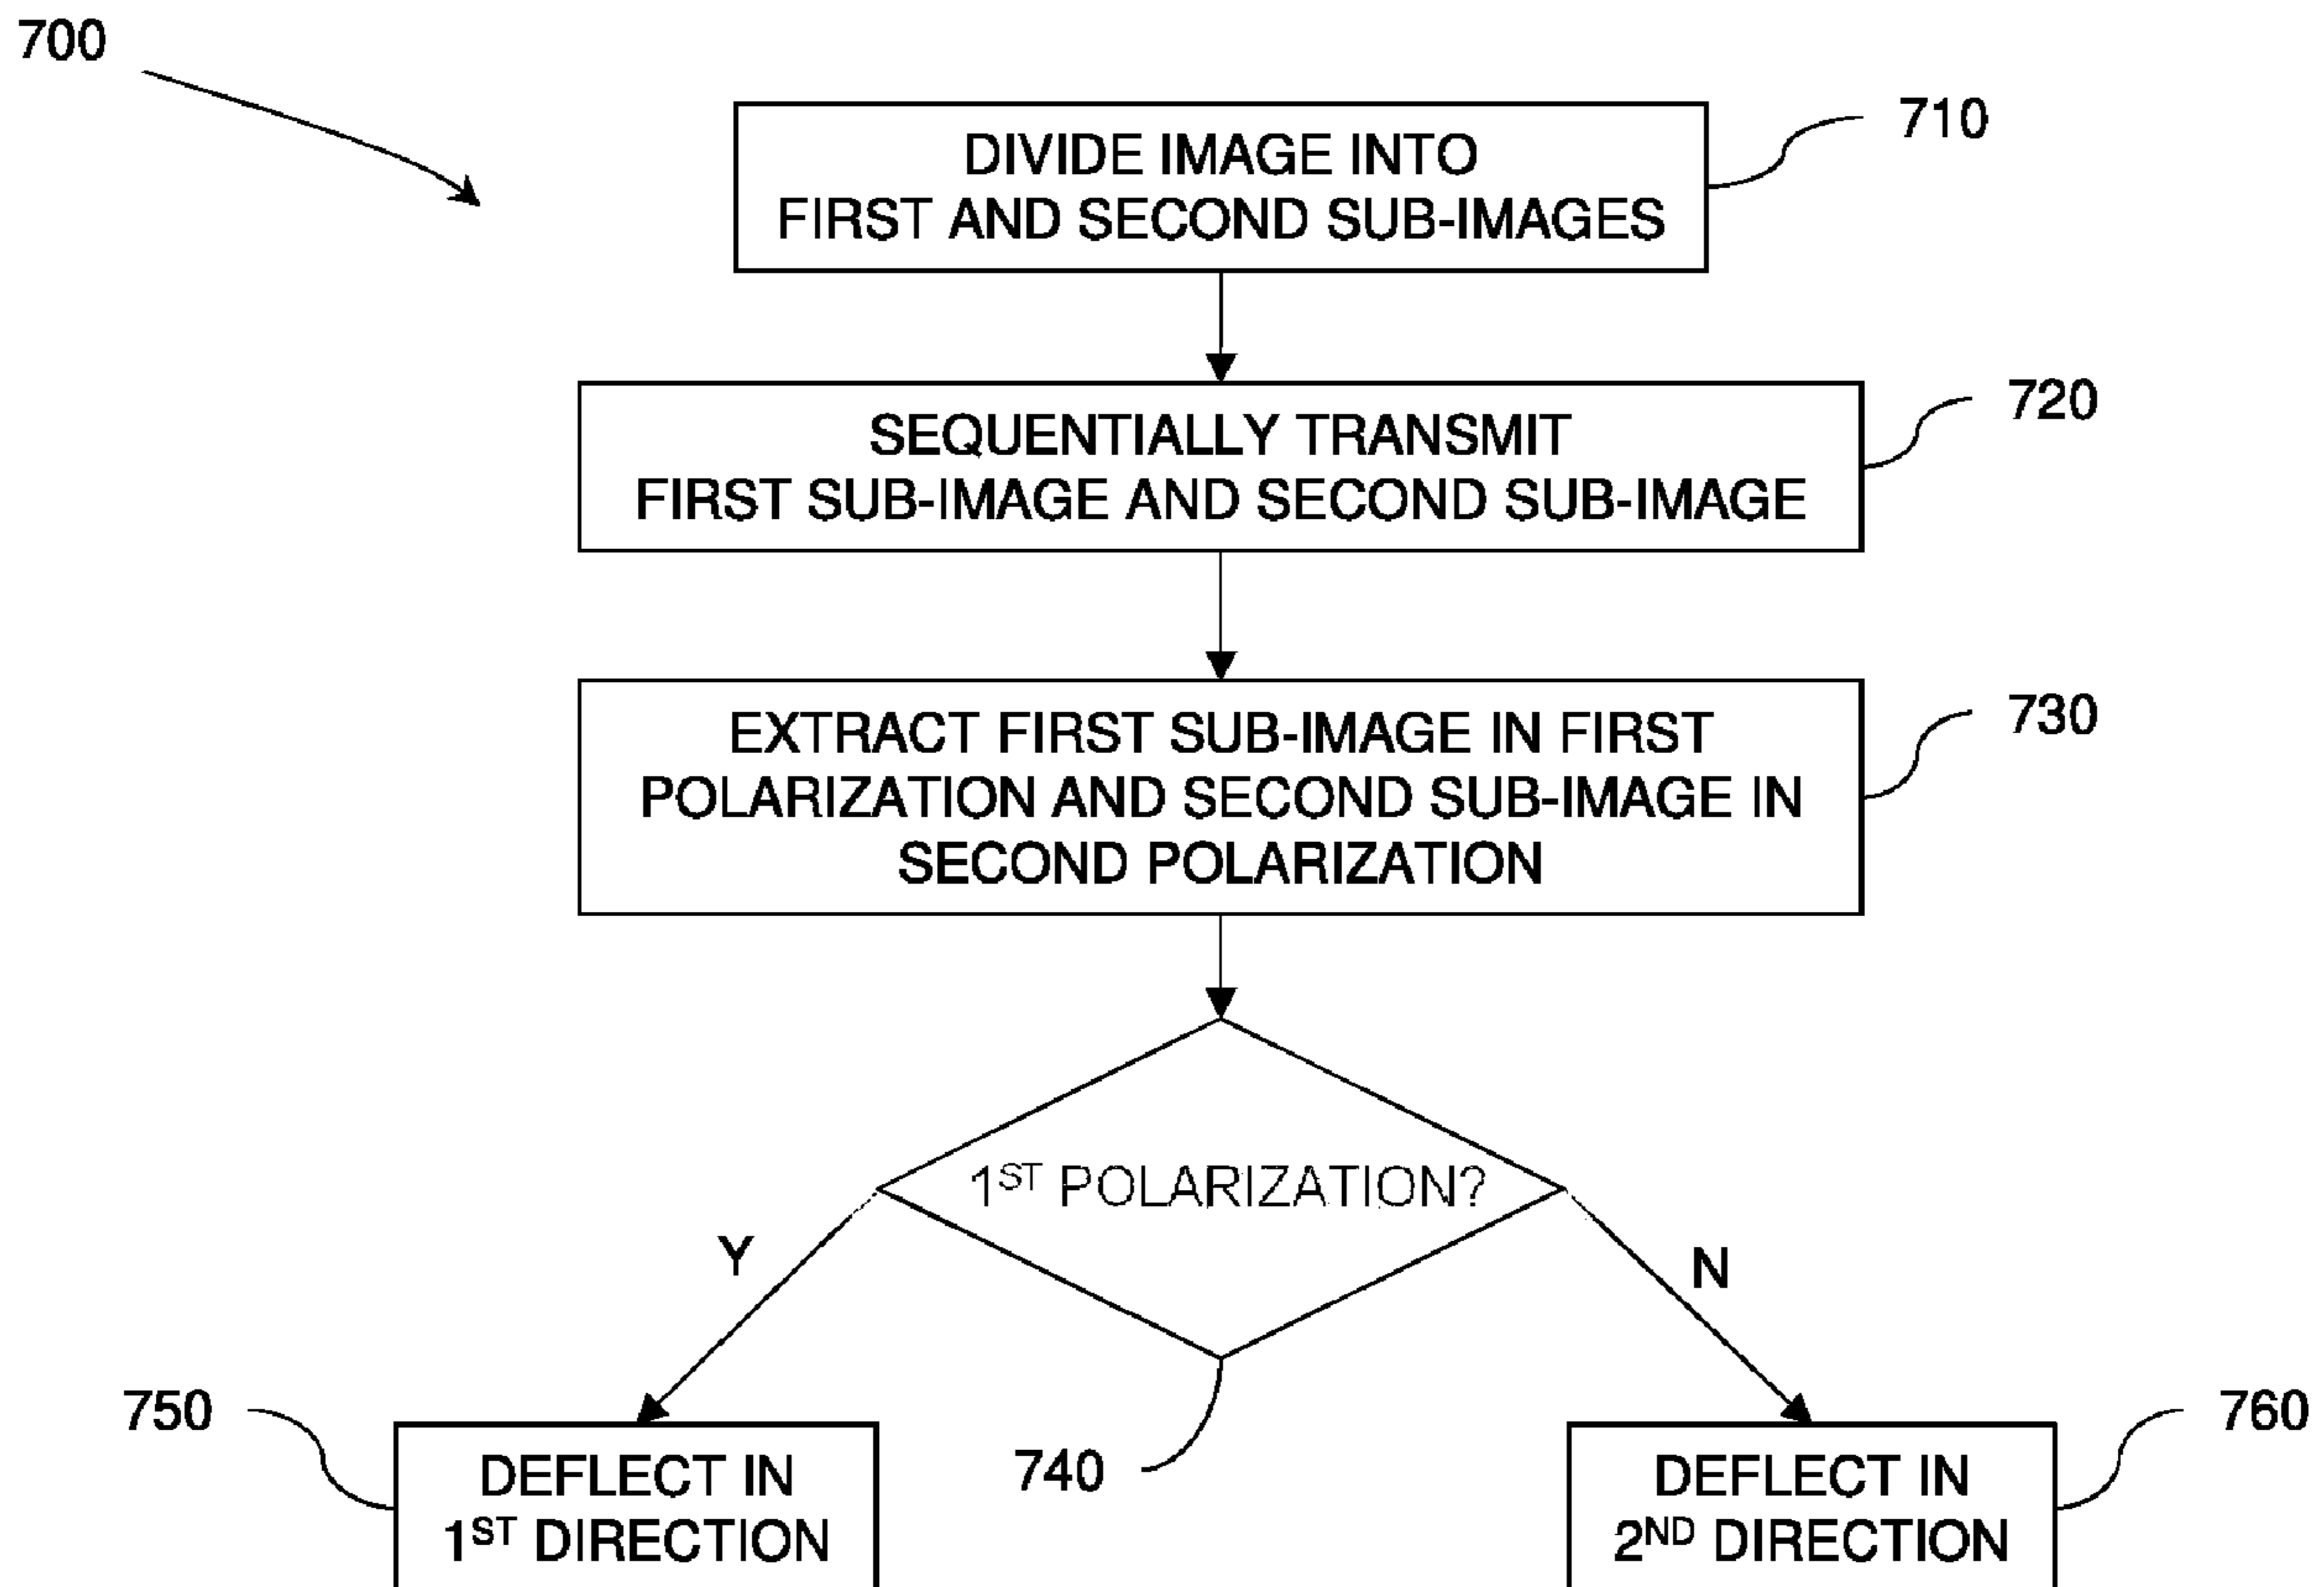 700
710
DIVIDE IMAGE INTO
FIRST AND SECOND SUB-IMAGES
720
SEQUENTIALLY TRANSMIT
FIRST SUB-IMAGE AND SECOND SUB-IMAGE
730
EXTRACT FIRST SUB-IMAGE IN FIRST
POLARIZATION AND SECOND SUB-IMAGE IN
SECOND POLARIZATION
1ST POLARIZATION?
Y
N
750
740
760
DEFLECT IN
1ST DIRECTION
DEFLECT IN
2ND DIRECTION